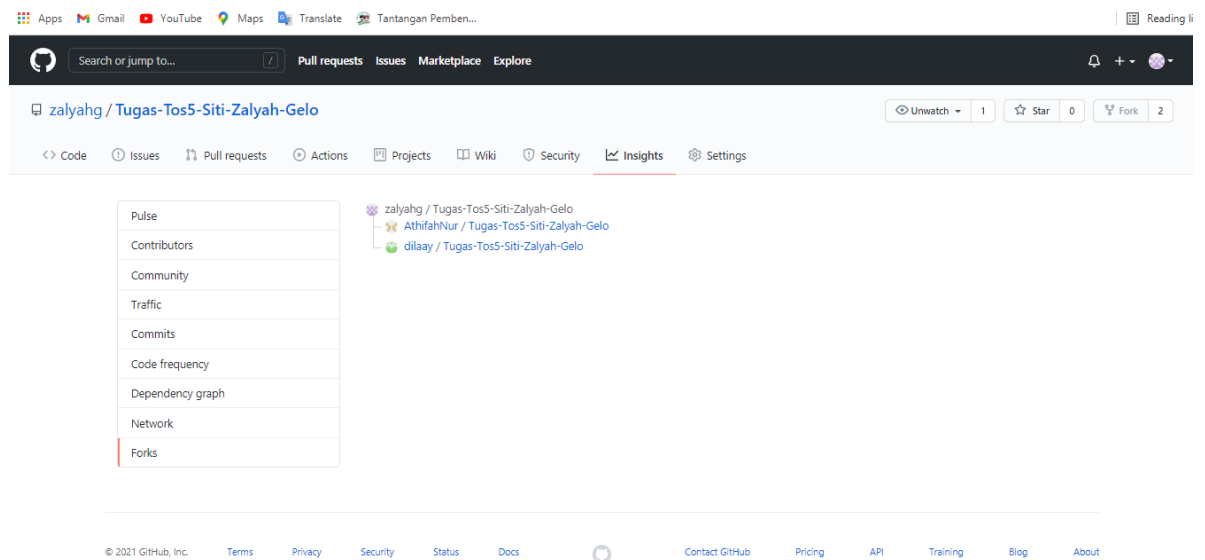 Apps Gmail YouTube Maps Translate Tantangan Pemben... Reading li
Search or jump to... / Pull requests Issues Marketplace Explore
zalyahg / Tugas-Tos5-Siti-Zalyah-Gelo Unwatch 1 Star 0 Fork 2
<> Code Issues Pull requests Actions Projects Wiki Security Insights Settings
Pulse
Contributors
Community
Traffic
Commits
Code frequency
Dependency graph
Network
Forks
zalyahg / Tugas-Tos5-Siti-Zalyah-Gelo
AthifahNur / Tugas-Tos5-Siti-Zalyah-Gelo
dilaay / Tugas-Tos5-Siti-Zalyah-Gelo
© 2021 GitHub, Inc. Terms Privacy Security Status Docs Contact GitHub Pricing API Training Blog About